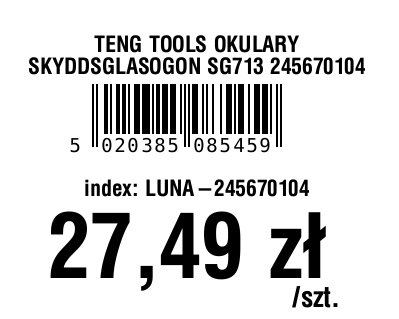 TENG TOOLS OKULARY
SKYDDSGLASOGON SG713 245670104
5 020385 085459
index: LUNA-245670104
27,49 zł
/szt.